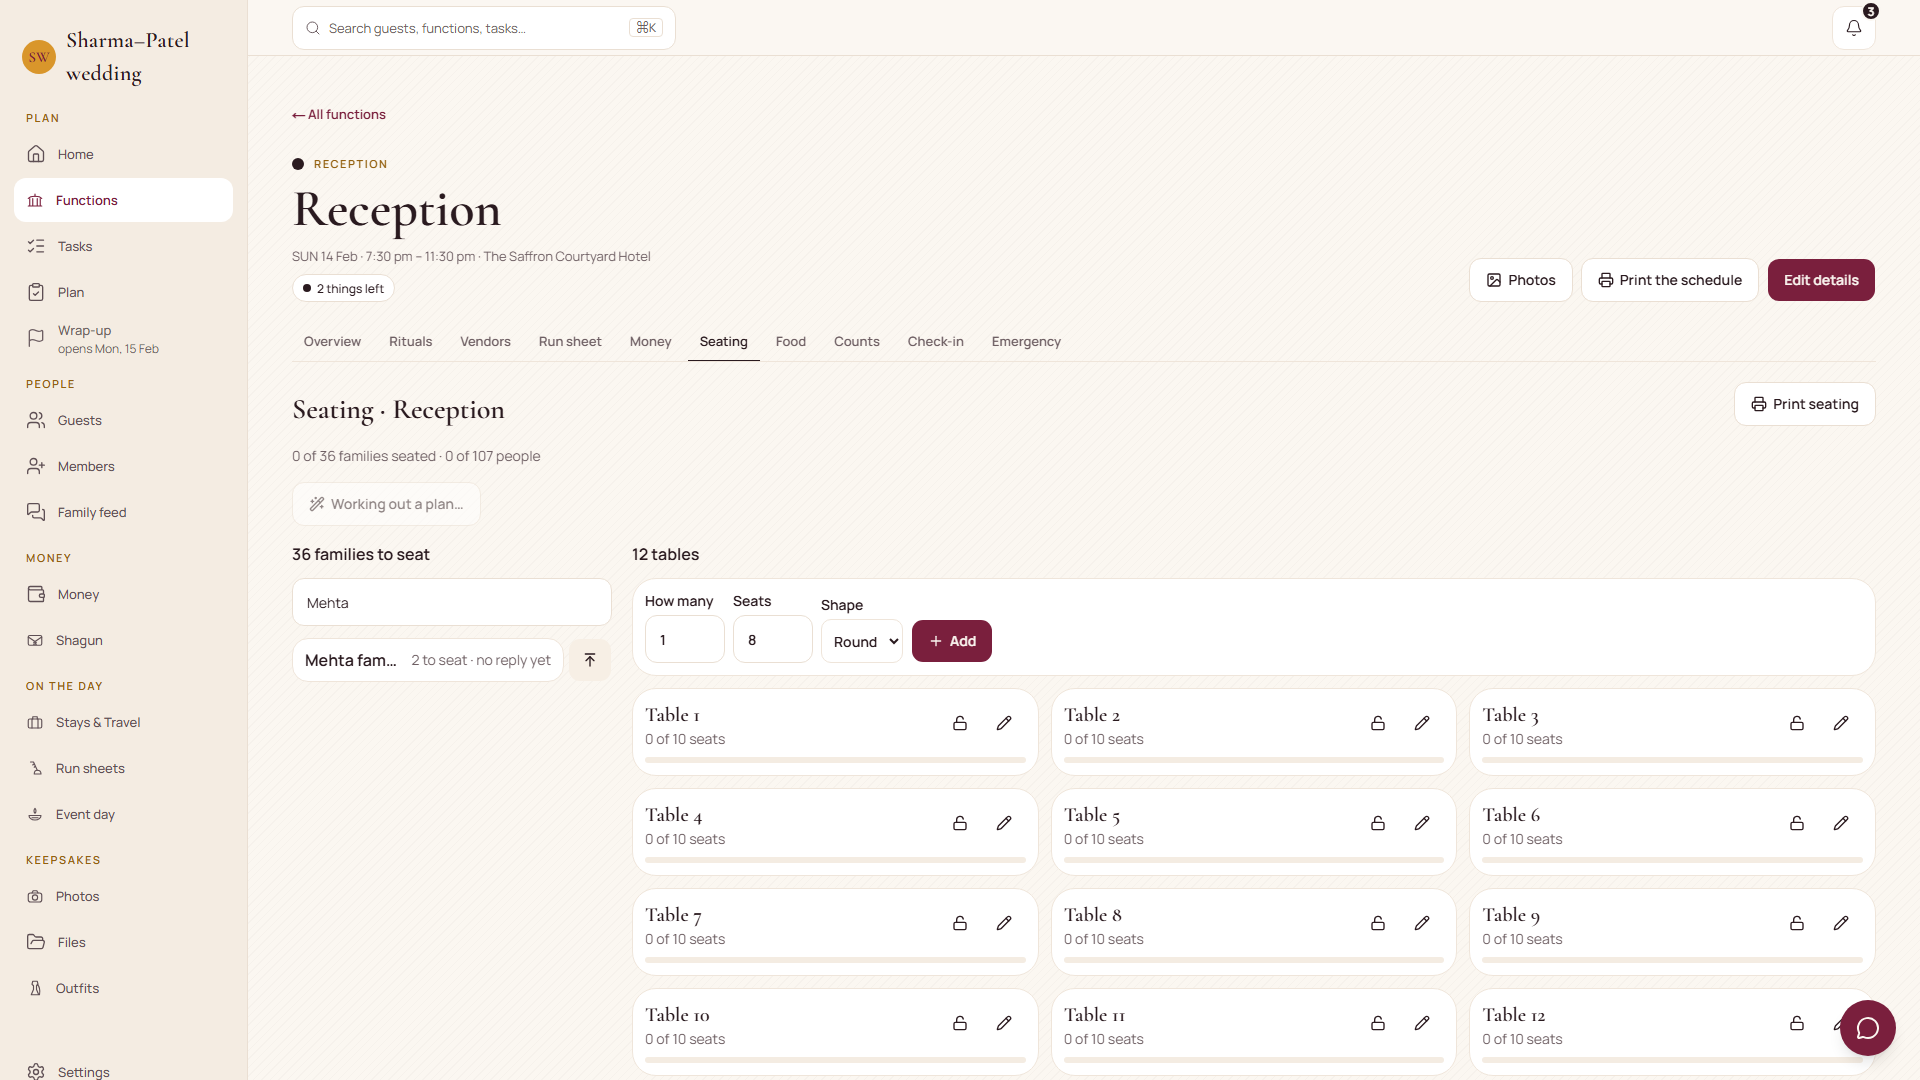 SW
Sharma–Patel
wedding
PLAN
Home
Functions
Tasks
Plan
Wrap-up
opens Mon, 15 Feb
PEOPLE
Guests
Members
Family feed
MONEY
Money
Shagun
ON THE DAY
Stays & Travel
Run sheets
Event day
KEEPSAKES
Photos
Files
Outfits
Settings
Search guests, functions, tasks... ⌘K
3
← All functions
RECEPTION
Reception
SUN 14 Feb · 7:30 pm – 11:30 pm · The Saffron Courtyard Hotel
2 things left
Photos
Print the schedule
Edit details
Overview Rituals Vendors Run sheet Money Seating Food Counts Check-in Emergency
Seating · Reception
Print seating
0 of 36 families seated · 0 of 107 people
Working out a plan...
36 families to seat
Mehta
Mehta fam... 2 to seat · no reply yet
12 tables
How many Seats Shape
1 8 Round + Add
Table 1
0 of 10 seats
Table 2
0 of 10 seats
Table 3
0 of 10 seats
Table 4
0 of 10 seats
Table 5
0 of 10 seats
Table 6
0 of 10 seats
Table 7
0 of 10 seats
Table 8
0 of 10 seats
Table 9
0 of 10 seats
Table 10
0 of 10 seats
Table 11
0 of 10 seats
Table 12
0 of 10 seats